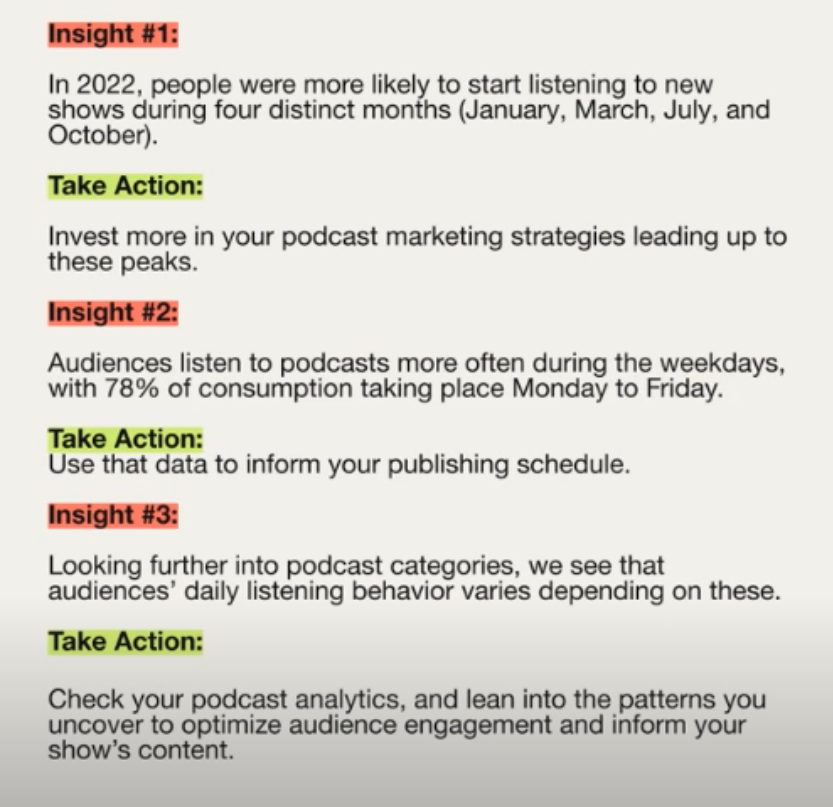 Insight #1:
In 2022, people were more likely to start listening to new
shows during four distinct months (January, March, July, and
October).
Take Action:
Invest more in your podcast marketing strategies leading up to
these peaks.
Insight #2:
Audiences listen to podcasts more often during the weekdays,
with 78% of consumption taking place Monday to Friday.
Take Action:
Use that data to inform your publishing schedule.
Insight #3:
Looking further into podcast categories, we see that
audiences’ daily listening behavior varies depending on these.
Take Action:
Check your podcast analytics, and lean into the patterns you
uncover to optimize audience engagement and inform your
show’s content.